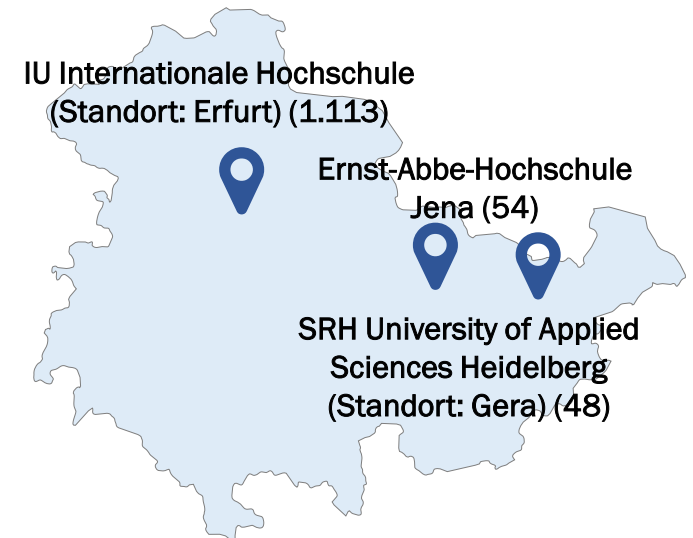 IU Internationale Hochschule
(Standort: Erfurt) (1.113)
Ernst-Abbe-Hochschule
Jena (54)
SRH University of Applied
Sciences Heidelberg
(Standort: Gera) (48)